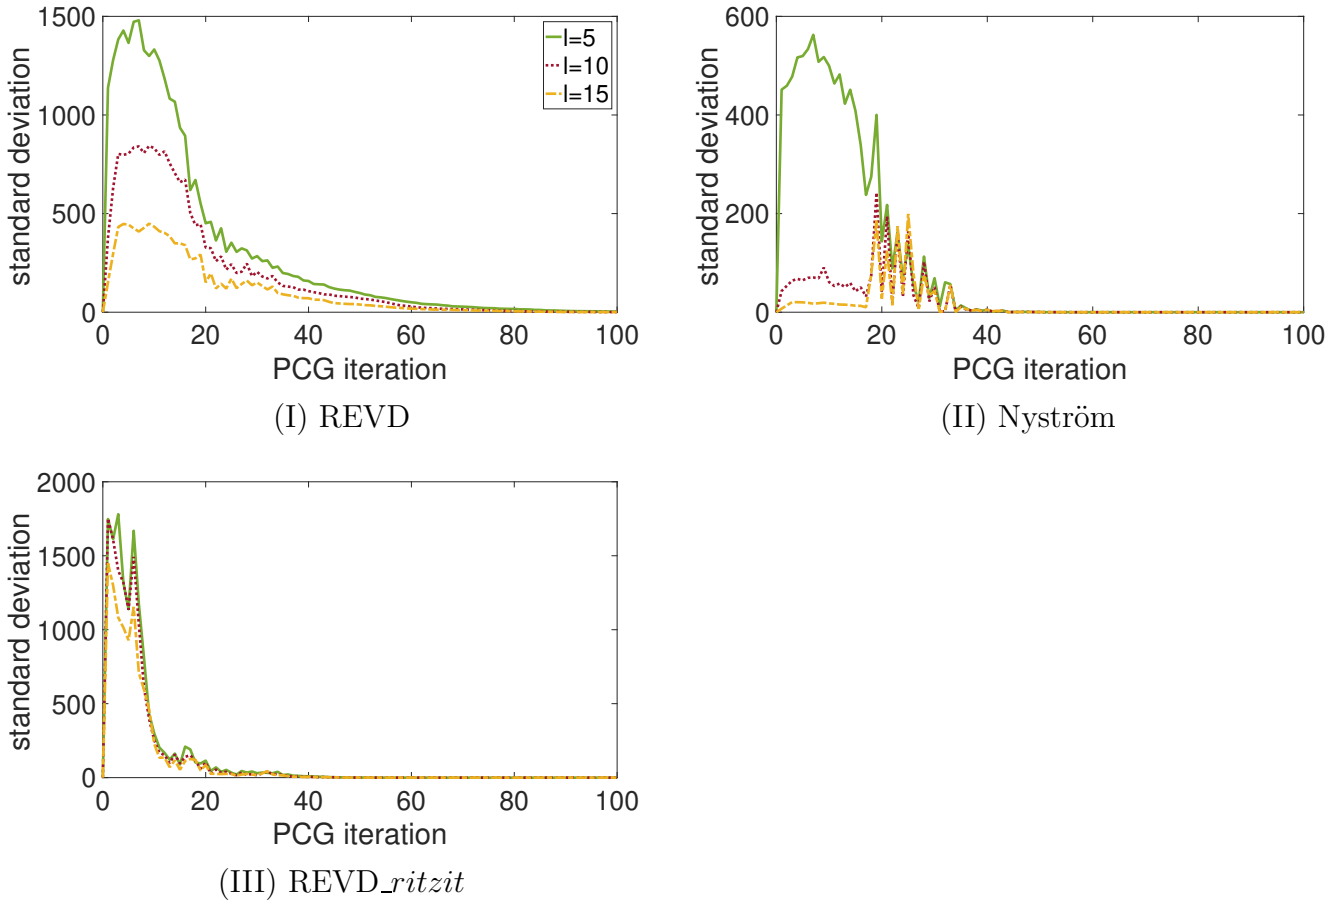 1500
1000
500
0
standard deviation
0 20 40 60 80 100
PCG iteration
l=5
l=10
l=15
(I) REVD
600
400
200
0
standard deviation
0 20 40 60 80 100
PCG iteration
(II) Nyström
2000
1500
1000
500
0
standard deviation
0 20 40 60 80 100
PCG iteration
(III) REVD_ritzit